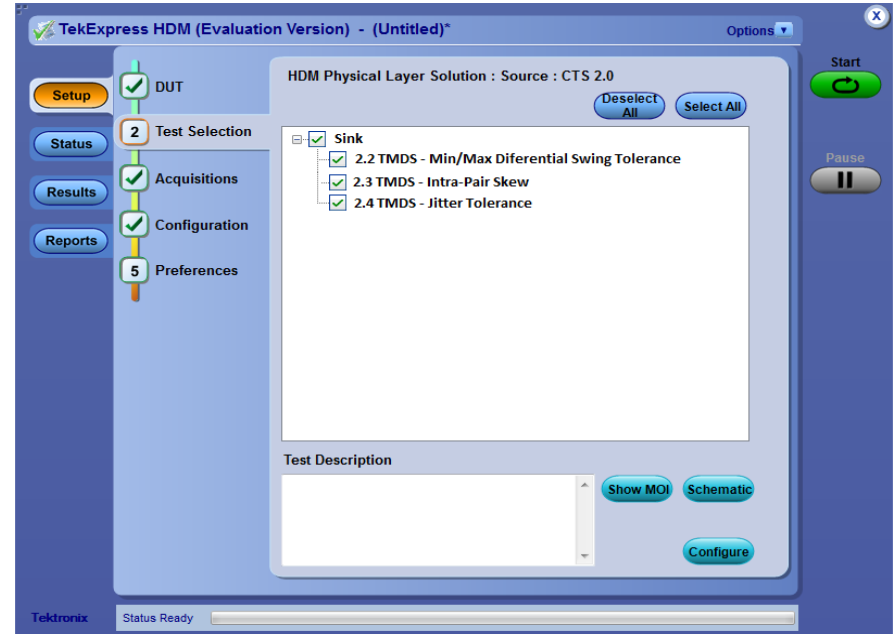 TekExpress HDM (Evaluation Version) - (Untitled)*
Options
X
Start
Pause
Setup
Status
Results
Reports
DUT
2 Test Selection
Acquisitions
Configuration
5 Preferences
HDM Physical Layer Solution : Source : CTS 2.0
Deselect
All
Select All
Sink
2.2 TMDS - Min/Max Diferential Swing Tolerance
2.3 TMDS - Intra-Pair Skew
2.4 TMDS - Jitter Tolerance
Test Description
Show MOI
Schematic
Configure
Tektronix
Status Ready